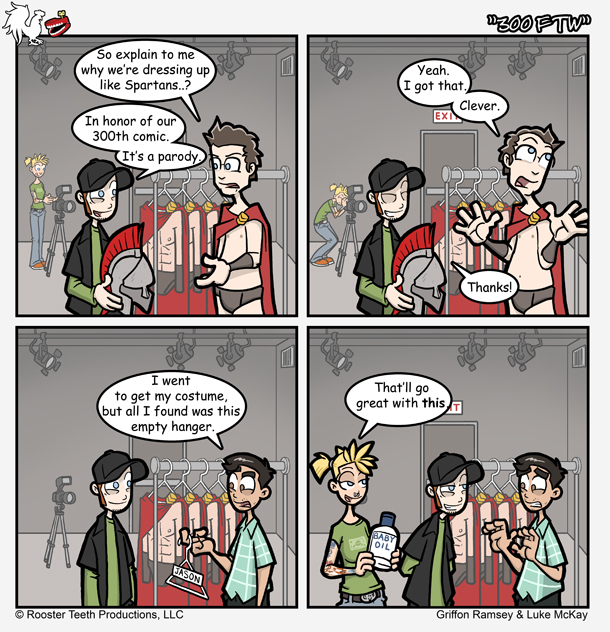 "300 FTW"
So explain to me
why we're dressing up
like Spartans..?
In honor of our
300th comic.
It's a parody.
Yeah.
I got that.
Clever.
EXIT
Thanks!
I went
to get my costume,
but all I found was this
empty hanger.
JASON
That'll go
great with this.
IT
BABY
OIL
© Rooster Teeth Productions, LLC
Griffon Ramsey & Luke McKay